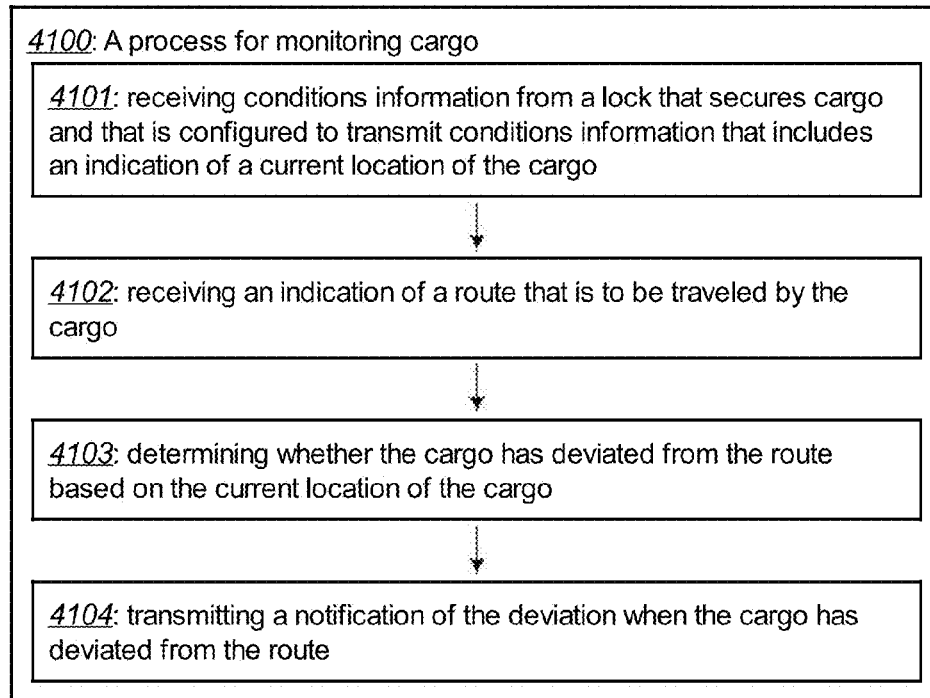 4100: A process for monitoring cargo
4101: receiving conditions information from a lock that secures cargo
and that is configured to transmit conditions information that includes
an indication of a current location of the cargo
4102: receiving an indication of a route that is to be traveled by the
cargo
4103: determining whether the cargo has deviated from the route
based on the current location of the cargo
4104: transmitting a notification of the deviation when the cargo has
deviated from the route